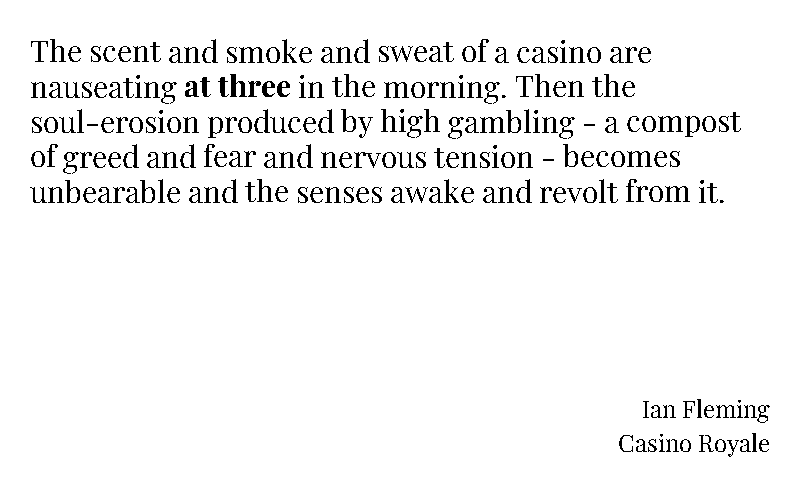 The scent and smoke and sweat of a casino are
nauseating at three in the morning. Then the
soul-erosion produced by high gambling - a compost
of greed and fear and nervous tension - becomes
unbearable and the senses awake and revolt from it.
Ian Fleming
Casino Royale